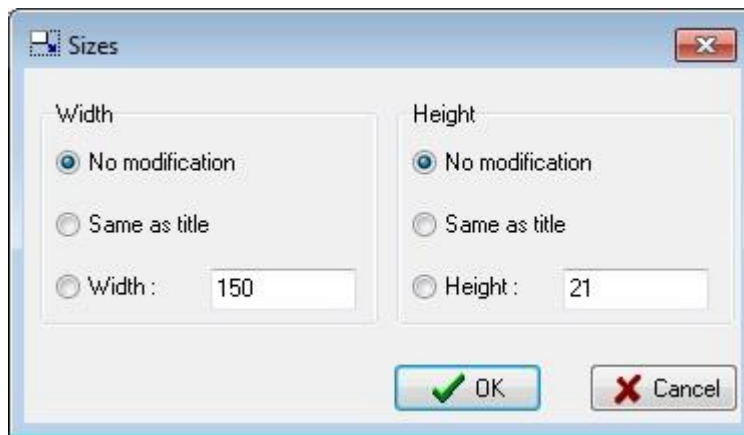 Sizes
Width
No modification
Same as title
Width : 150
Height
No modification
Same as title
Height : 21
OK
Cancel